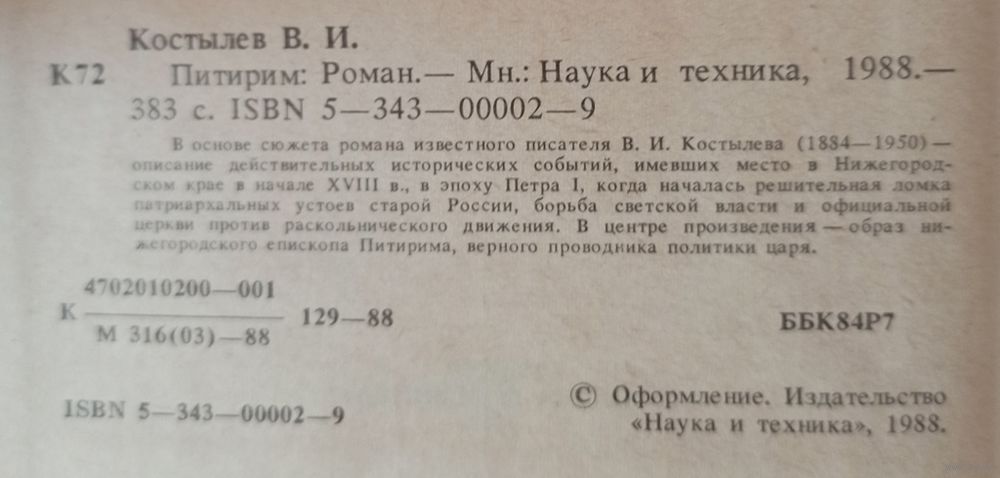 Костылев В. И.
К72 Питирим: Роман.— Мн.: Наука и техника, 1988.—
383 с. ISBN 5—343—00002—9
В основе сюжета романа известного писателя В. И. Костылева (1884—1950)—
описание действительных исторических событий, имевших место в Нижегород-
ском крае в начале XVIII в., в эпоху Петра I, когда началась решительная ломка
патриархальных устоев старой России, борьба светской власти и официальной
церкви против раскольнического движения. В центре произведения — образ ни-
жегородского епископа Питирима, верного проводника политики царя.
4702010200—001
К 129—88
М 316(03)—88
ББК84Р7
ISBN 5—343—00002—9
© Оформление. Издательство
«Наука и техника», 1988.